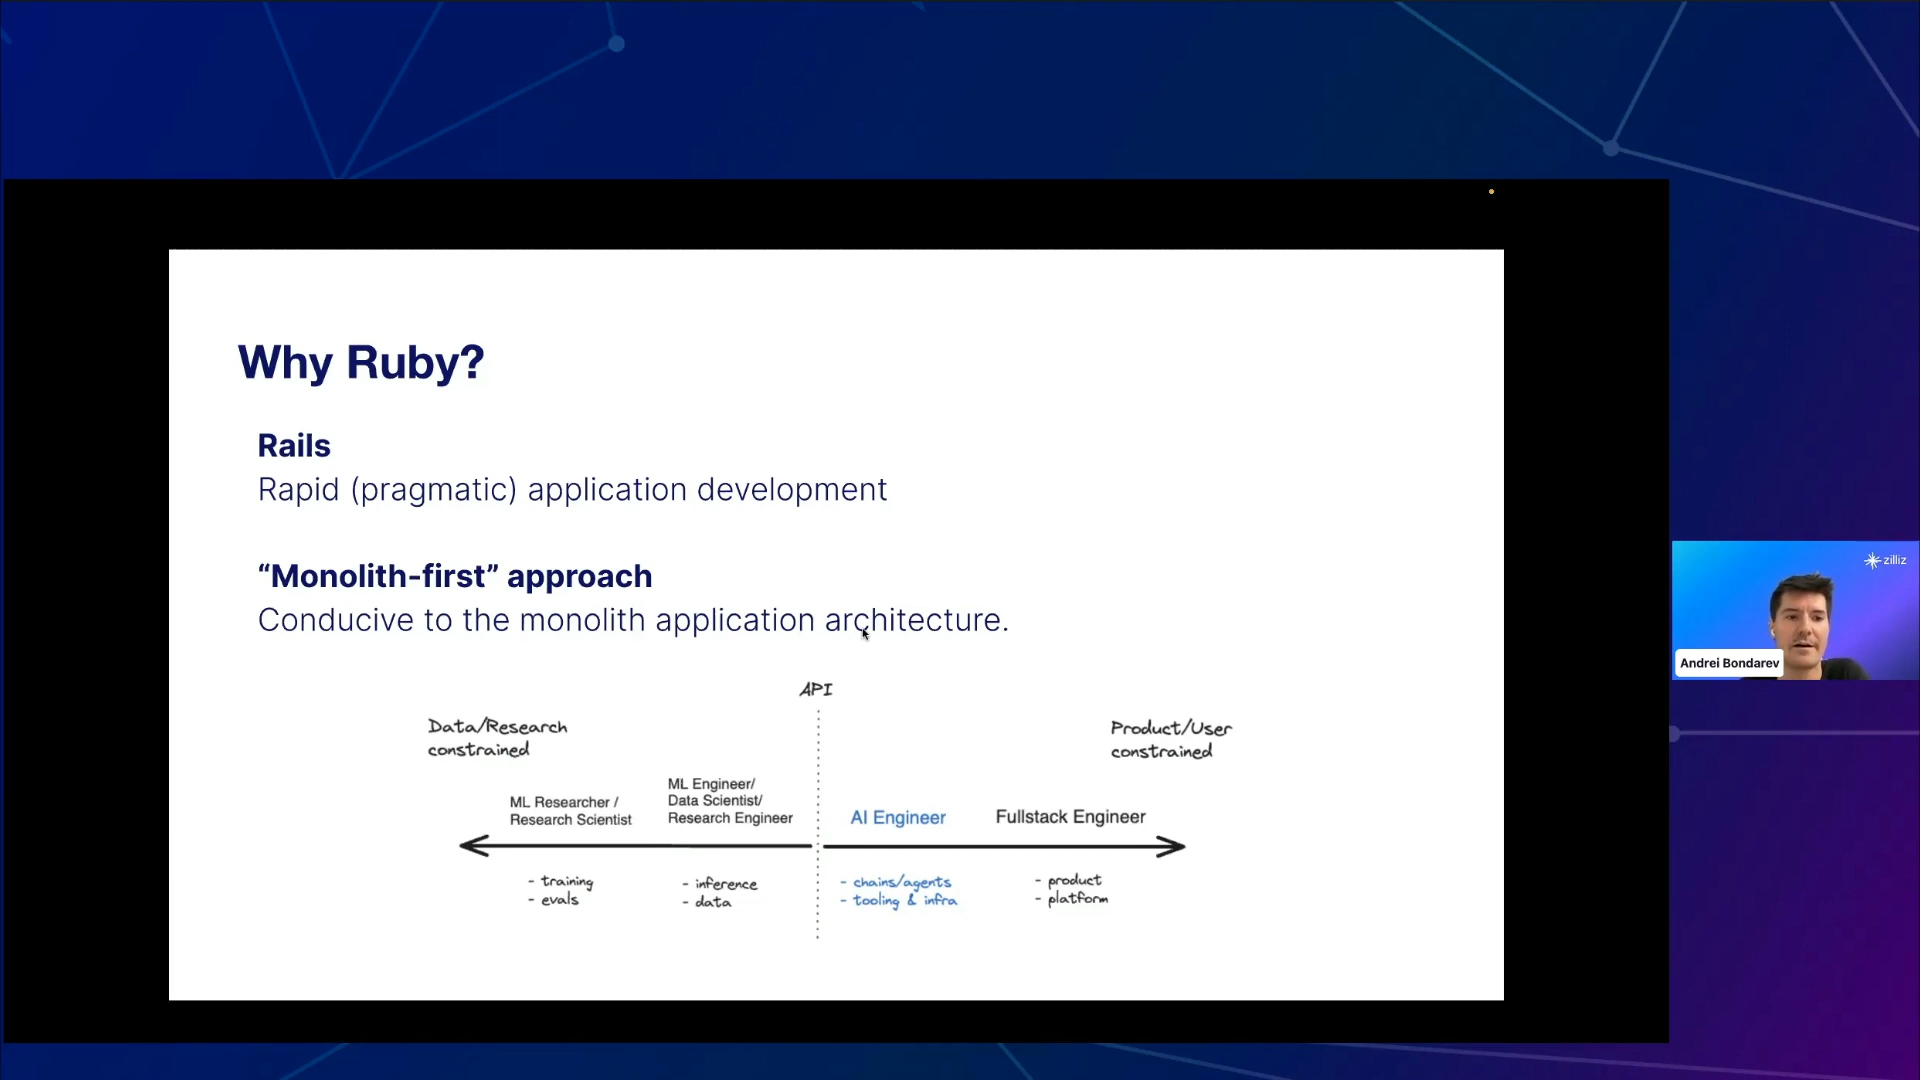 Why Ruby?
Rails
Rapid (pragmatic) application development
“Monolith-first” approach
Conducive to the monolith application architecture.
API
Data/Research
constrained
Product/User
constrained
ML Researcher /
Research Scientist
ML Engineer/
Data Scientist/
Research Engineer
AI Engineer
Fullstack Engineer
- training
- evals
- inference
- data
- chains/agents
- tooling & infra
- product
- platform
zilliz
Andrei Bondarev